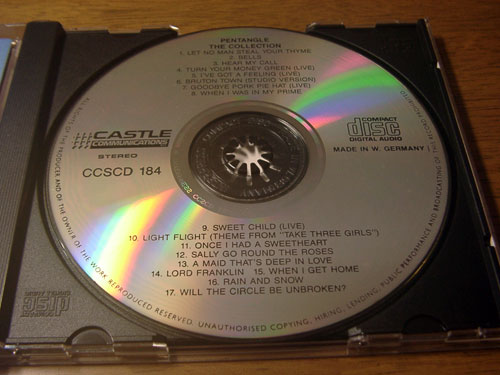 PENTANGLE
THE COLLECTION
1. LET NO MAN STEAL YOUR THYME
2. BELLS
3. HEAR MY CALL
4. TURN YOUR MONEY GREEN (LIVE)
5. I'VE GOT A FEELING (LIVE)
6. BRUTON TOWN (STUDIO VERSION)
7. GOODBYE PORK PIE HAT (LIVE)
8. WHEN I WAS IN MY PRIME
CASTLE
COMMUNICATIONS
STEREO
CCSCD 184
COMPACT
disc
DIGITAL AUDIO
MADE IN W. GERMANY
9. SWEET CHILD (LIVE)
10. LIGHT FLIGHT (THEME FROM "TAKE THREE GIRLS")
11. ONCE I HAD A SWEETHEART
12. SALLY GO ROUND THE ROSES
13. A MAID THAT'S DEEP IN LOVE
14. LORD FRANKLIN 15. WHEN I GET HOME
16. RAIN AND SNOW
17. WILL THE CIRCLE BE UNBROKEN?
ALL RIGHTS OF THE PRODUCER AND OF THE OWNER OF THE WORK REPRODUCED RESERVED. UNAUTHORISED COPYING, HIRING, LENDING, PUBLIC PERFORMANCE AND BROADCASTING OF